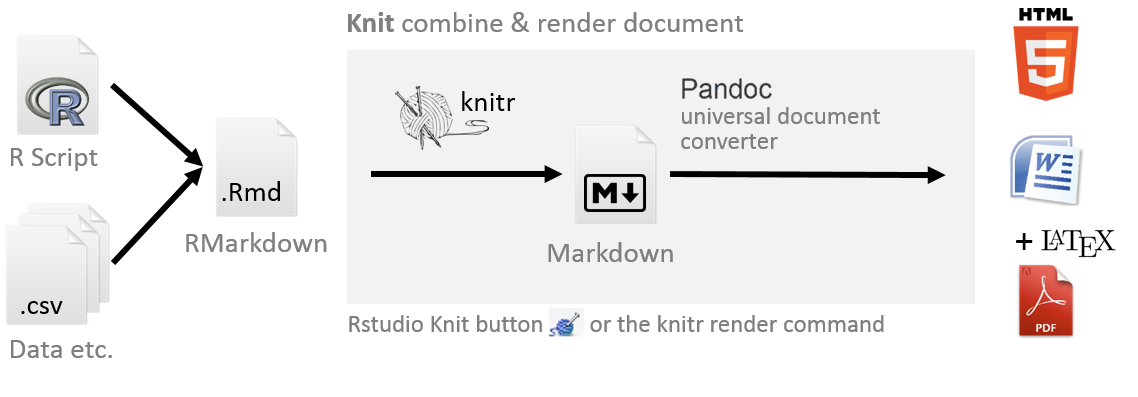 R
R Script
.csv
Data etc.
.Rmd
RMarkdown
Knit combine & render document
knitr
M
Markdown
Pandoc
universal document
converter
Rstudio Knit button or the knitr render command
HTML
5
W
+ LATEX
PDF